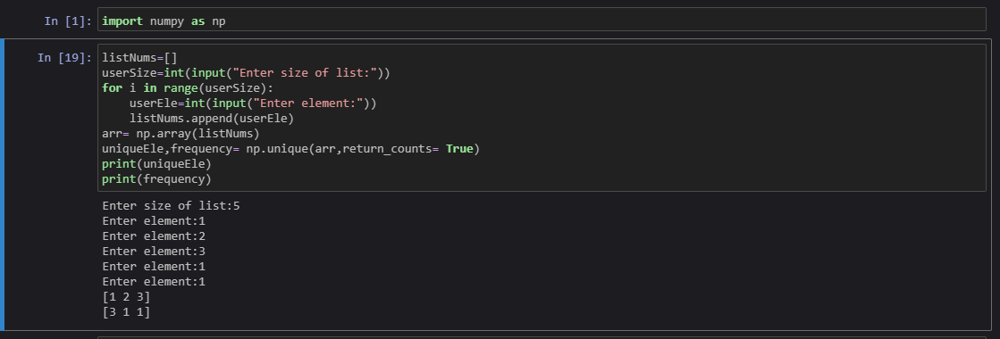 In [1]: import numpy as np
In [19]: listNums=[]
userSize=int(input("Enter size of list:"))
for i in range(userSize):
    userEle=int(input("Enter element:"))
    listNums.append(userEle)
arr= np.array(listNums)
uniqueEle,frequency= np.unique(arr,return_counts= True)
print(uniqueEle)
print(frequency)
Enter size of list:5
Enter element:1
Enter element:2
Enter element:3
Enter element:1
Enter element:1
[1 2 3]
[3 1 1]